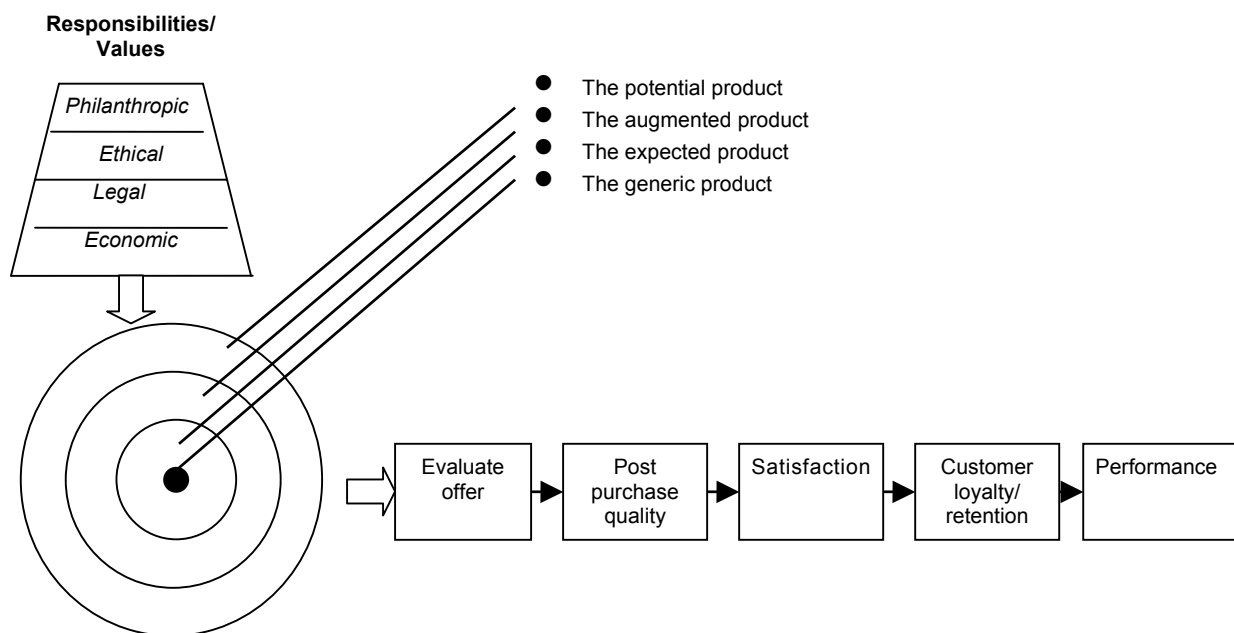 Responsibilities/
Values
Philanthropic
Ethical
Legal
Economic
The potential product
The augmented product
The expected product
The generic product
Evaluate
offer
Post
purchase
quality
Satisfaction
Customer
loyalty/
retention
Performance